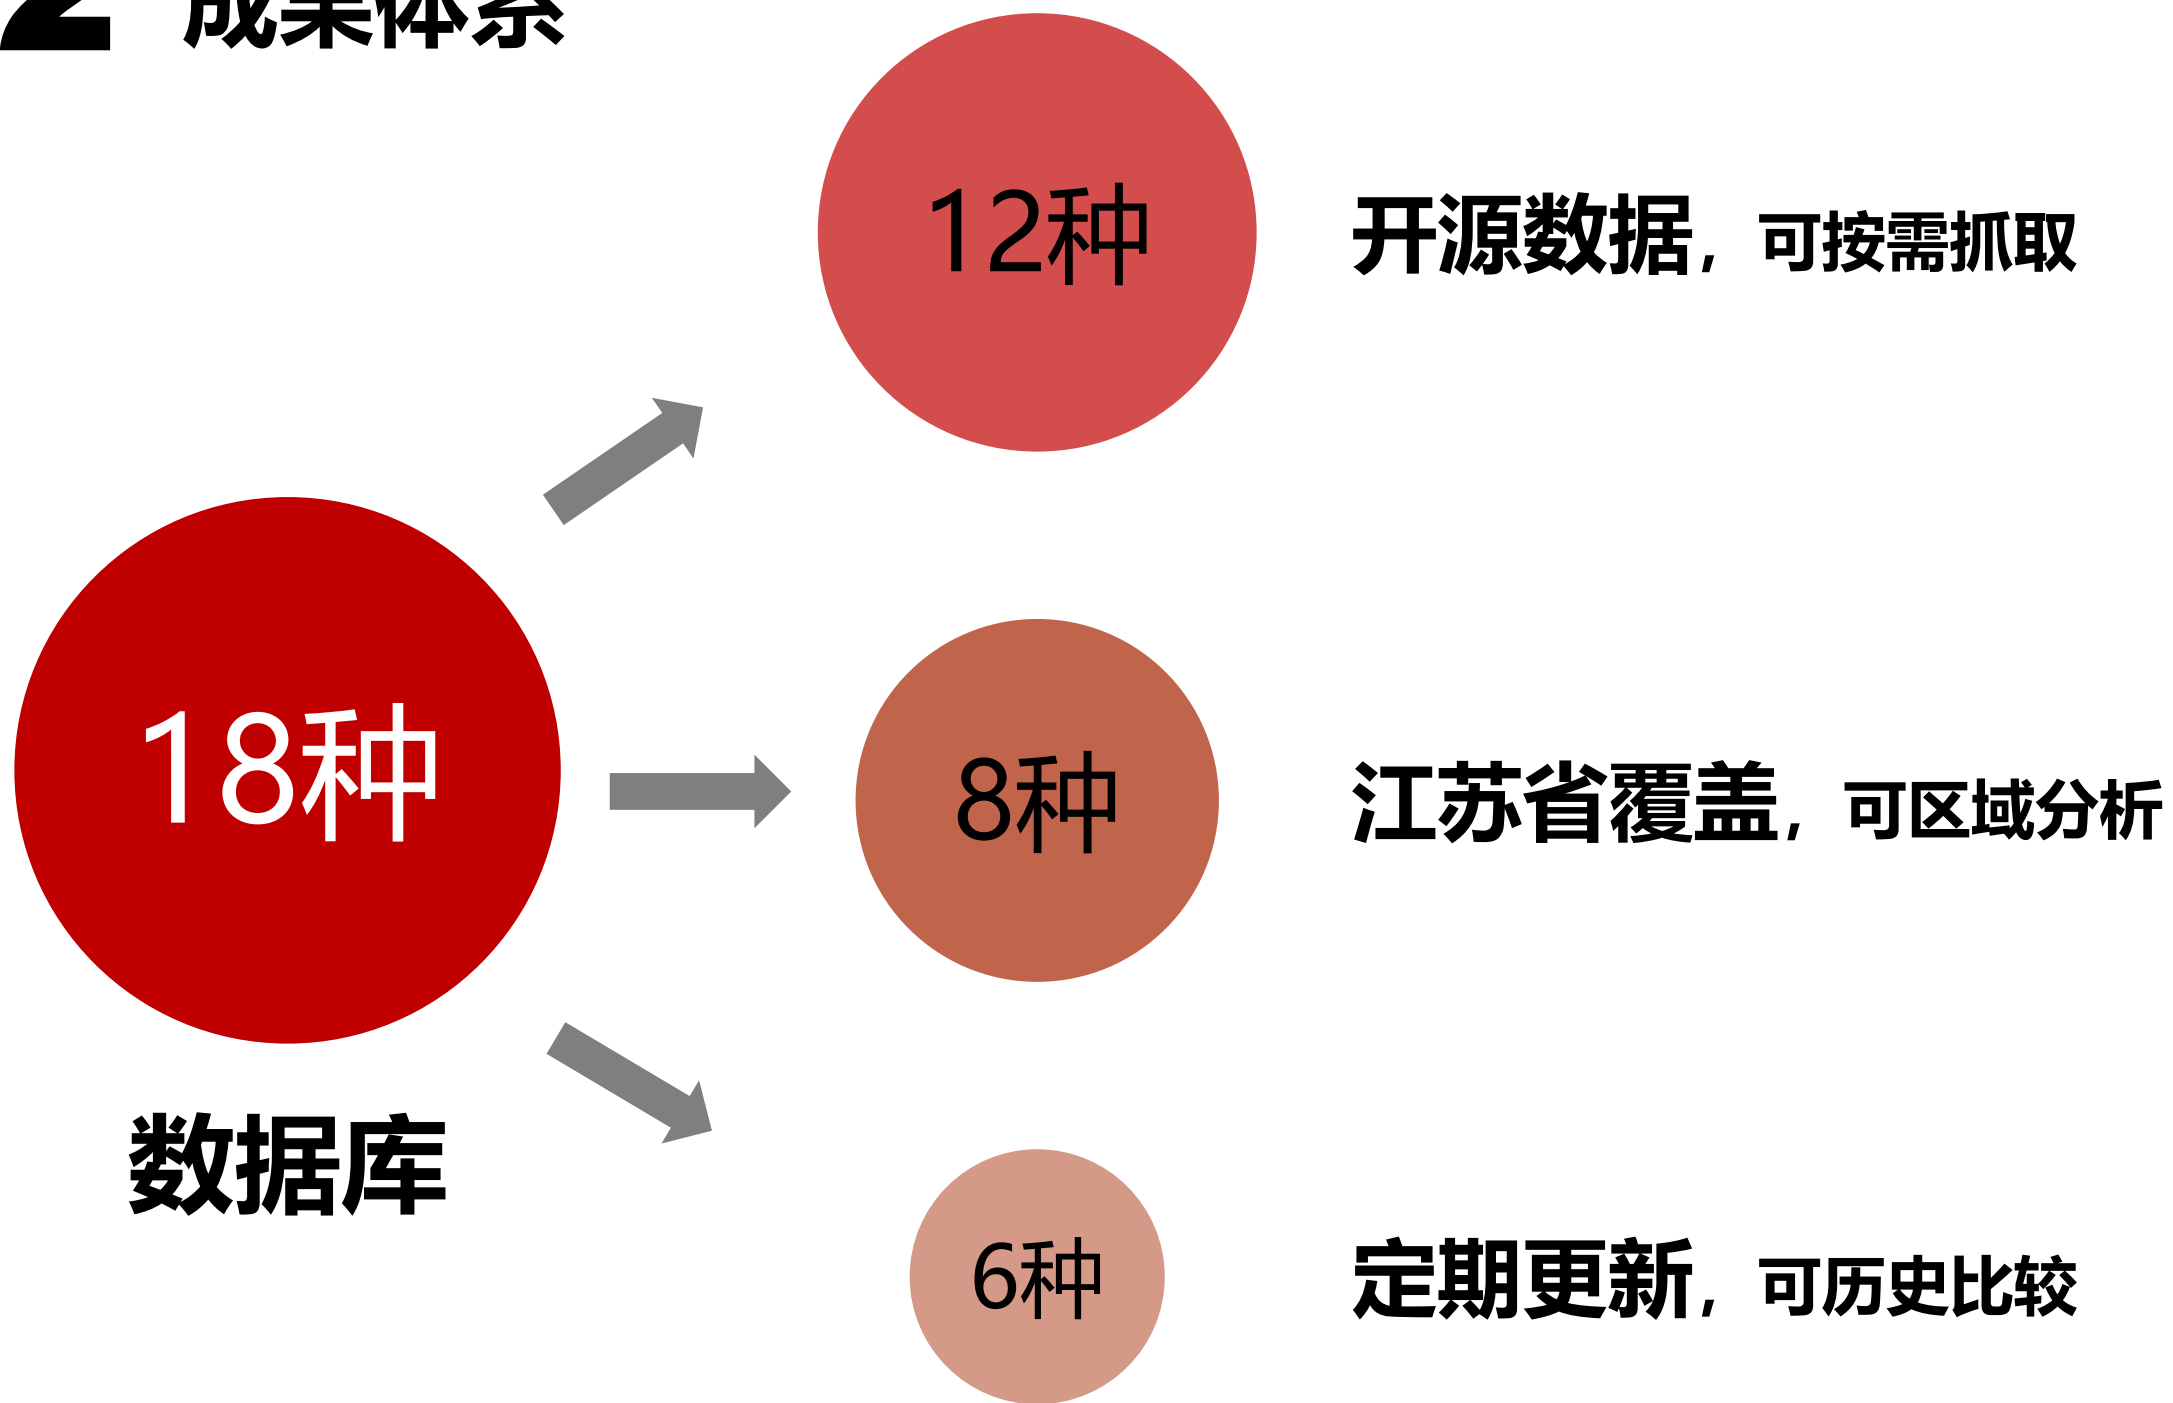 2 成果体系
12种
开源数据，可按需抓取
18种
数据库
8种
江苏省覆盖，可区域分析
6种
定期更新，可历史比较